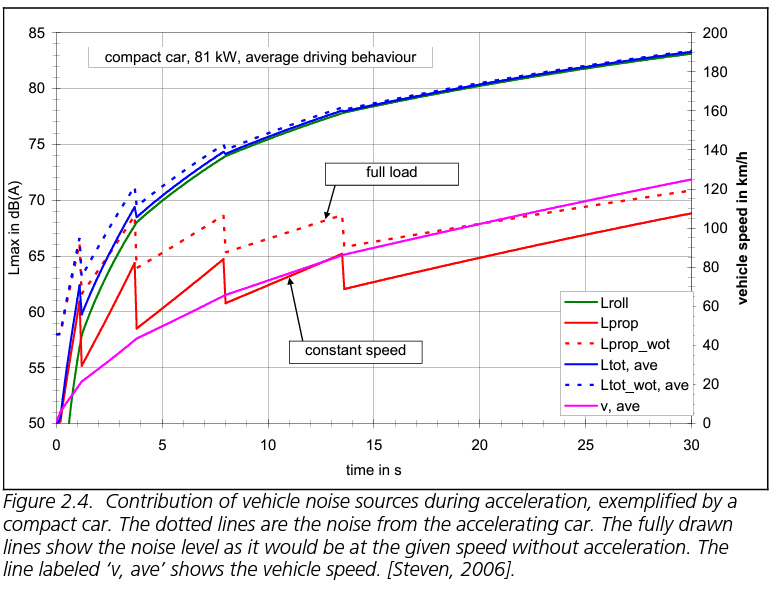 85
80
75
70
65
60
55
50
Lmax in dB(A)
compact car, 81 kW, average driving behaviour
full load
constant speed
Lroll
Lprop
Lprop_wot
Ltot, ave
Ltot_wot, ave
v, ave
200
180
160
140
120
100
80
60
40
20
0
vehicle speed in km/h
0 5 10 15 20 25 30
time in s
Figure 2.4. Contribution of vehicle noise sources during acceleration, exemplified by a
compact car. The dotted lines are the noise from the accelerating car. The fully drawn
lines show the noise level as it would be at the given speed without acceleration. The
line labeled ‘v, ave’ shows the vehicle speed. [Steven, 2006].